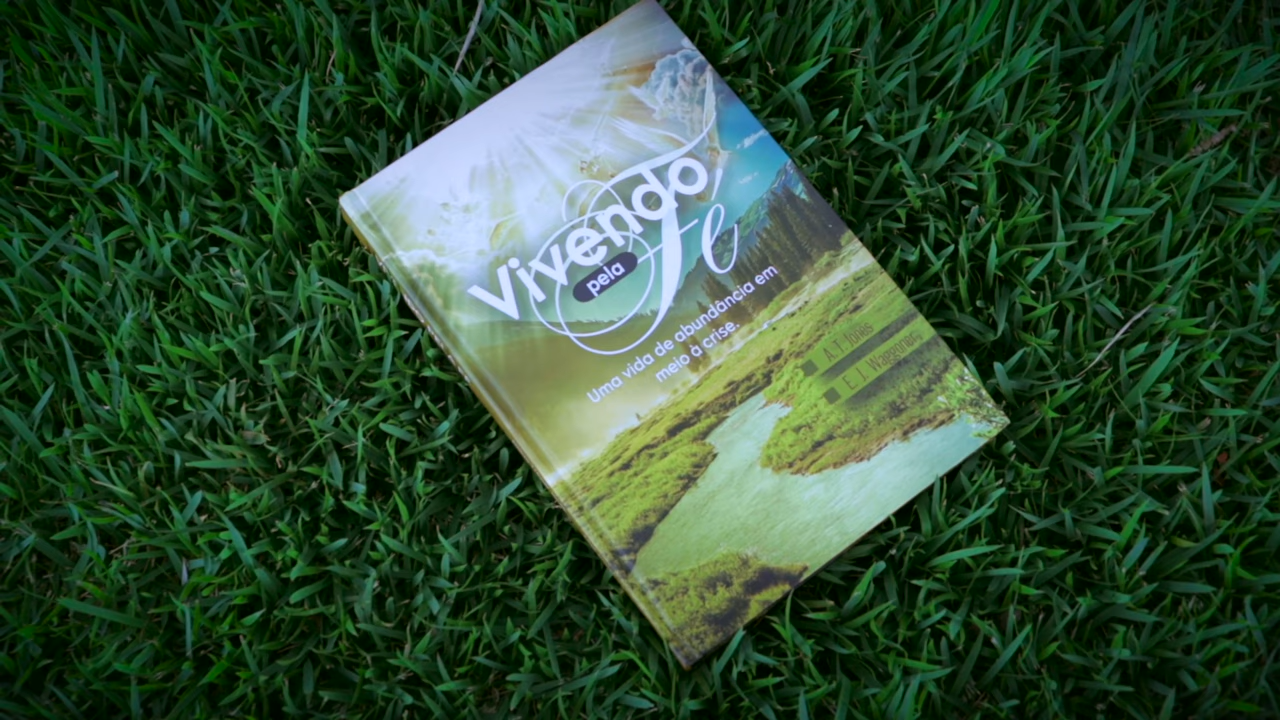 Vivendo
pela
Fé
Uma vida de abundância em
meio à crise.
A.T. Jones
E.J. Waggoner